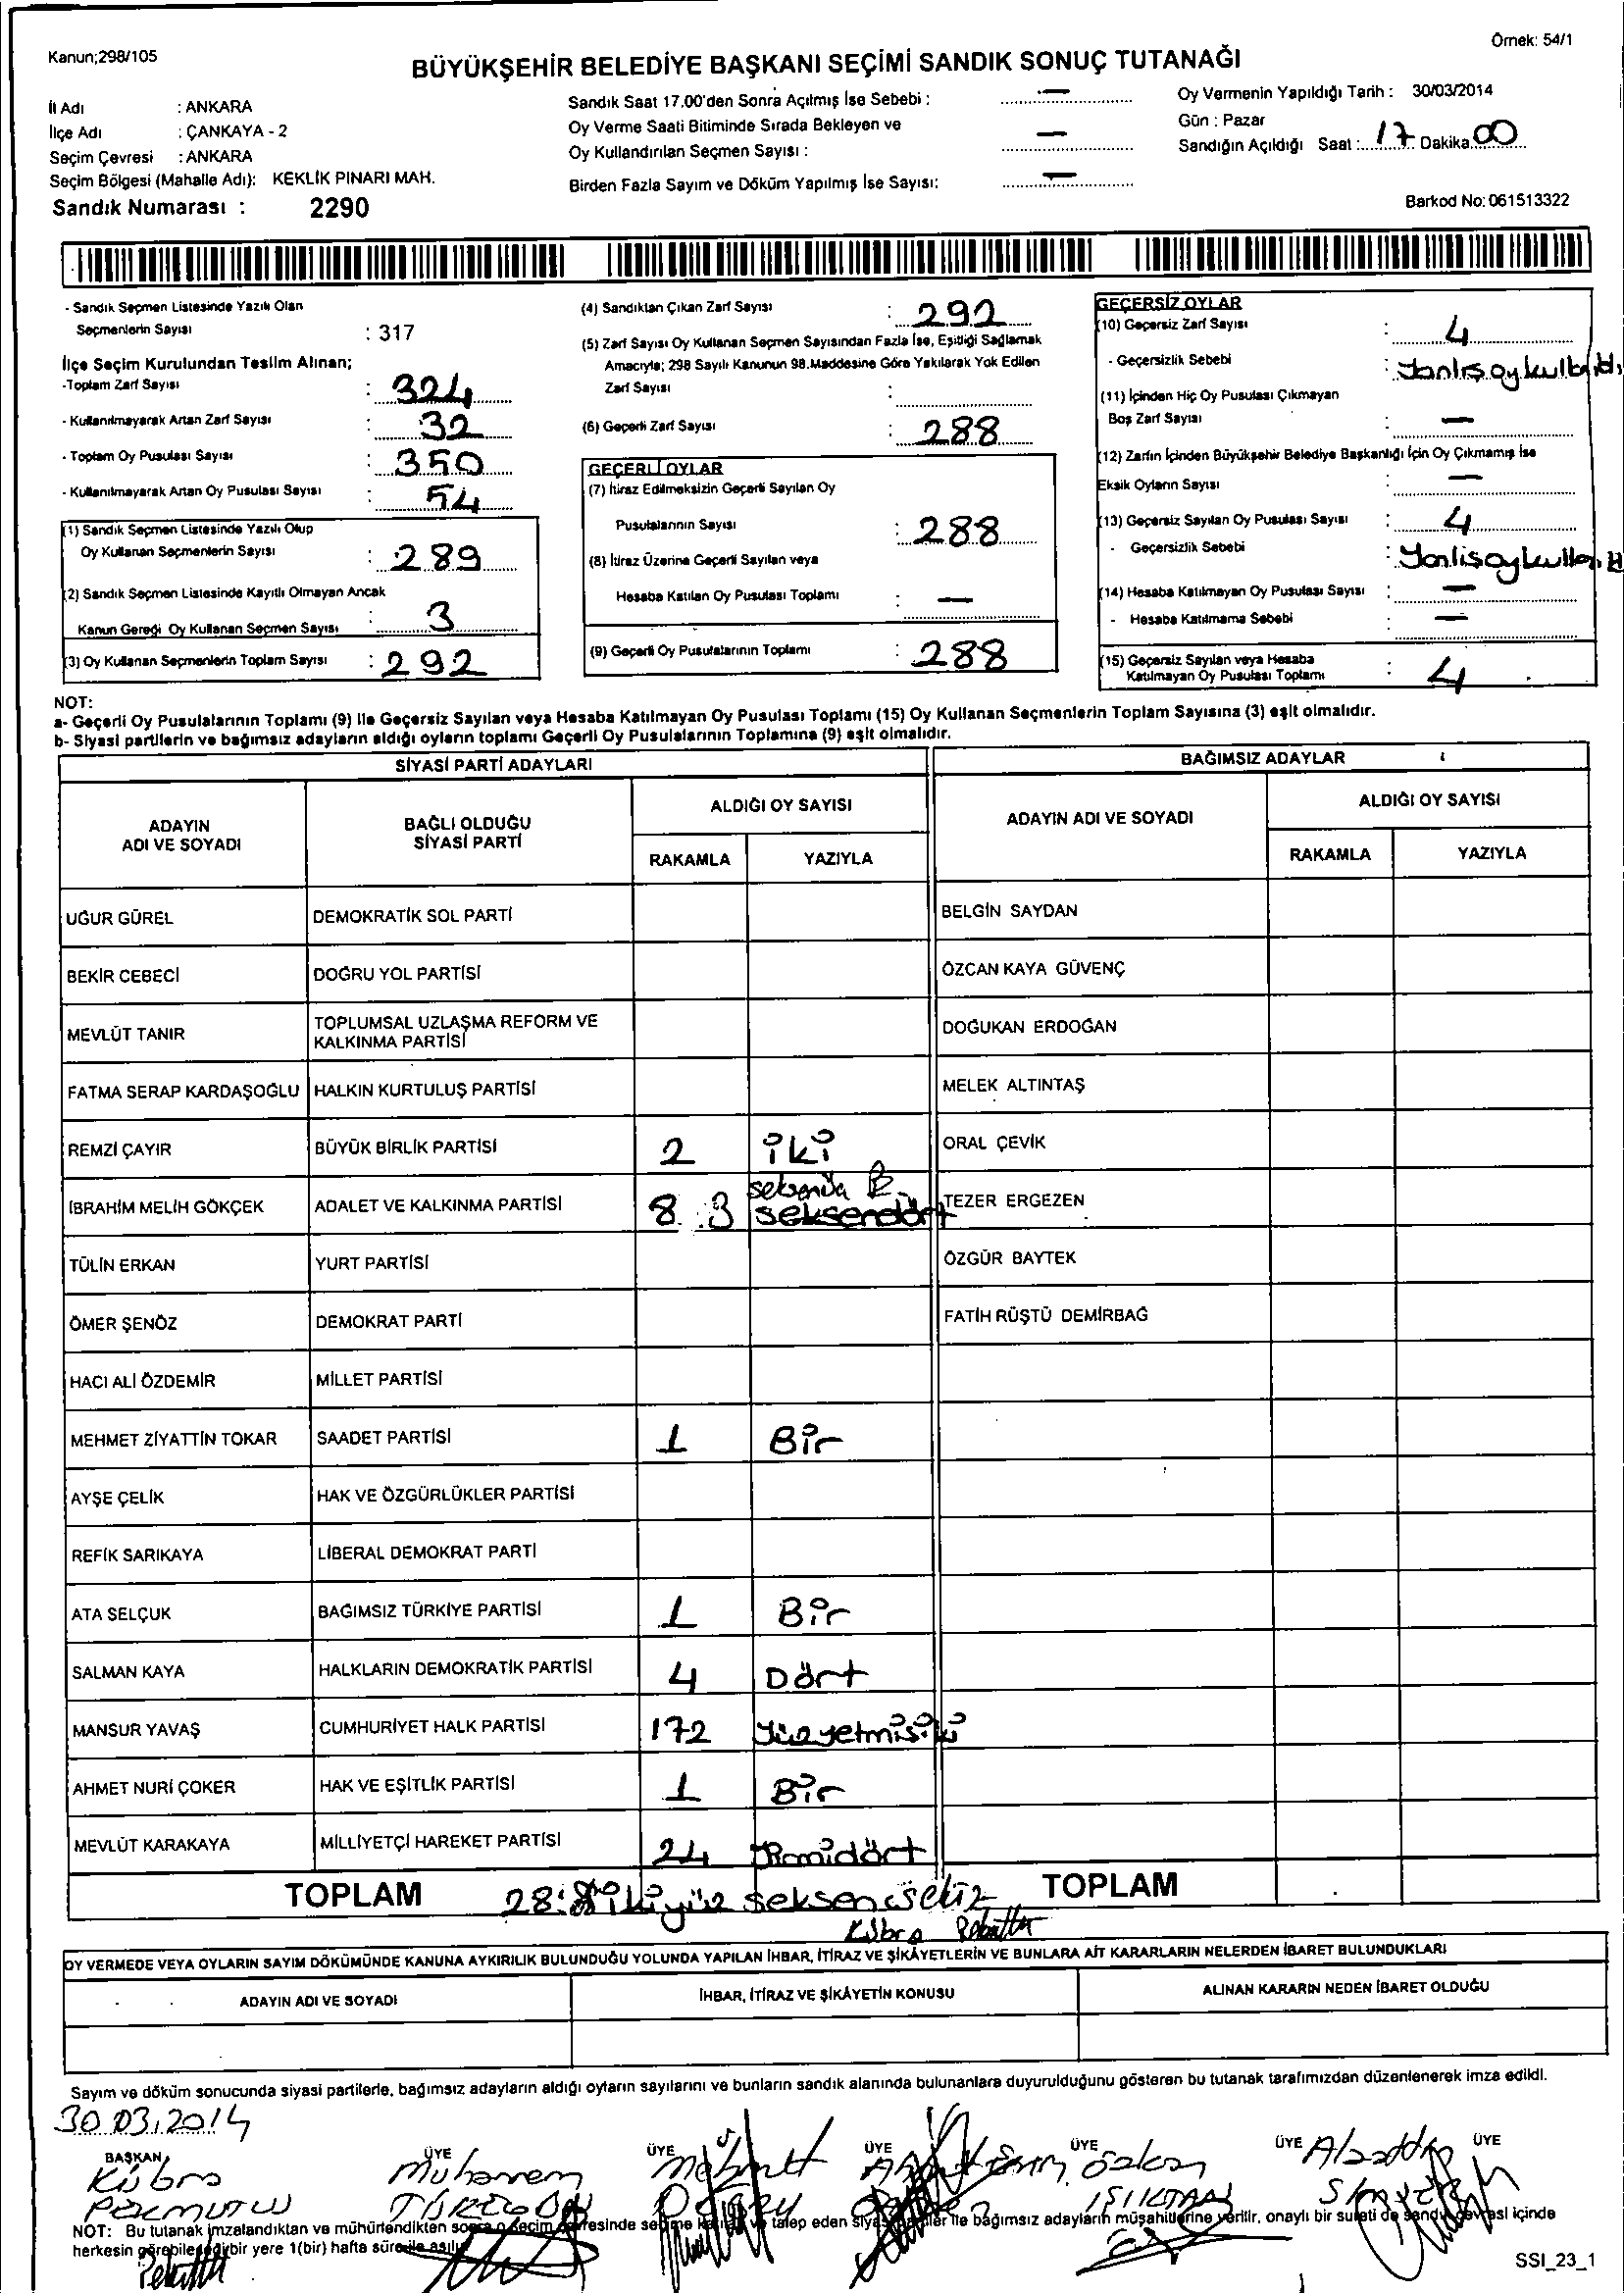 Kanun;298/105
Örnek: 54/1
BÜYÜKŞEHİR BELEDİYE BAŞKANI SEÇİMİ SANDIK SONUÇ TUTANAĞI
İl Adı : ANKARA
İlçe Adı : ÇANKAYA - 2
Seçim Çevresi : ANKARA
Seçim Bölgesi (Mahalle Adı): KEKLİK PINARI MAH.
Sandık Numarası : 2290
Sandık Saat 17.00'den Sonra Açılmış İse Sebebi : —
Oy Verme Saati Bitiminde Sırada Bekleyen ve
Oy Kullandırılan Seçmen Sayısı : —
Birden Fazla Sayım ve Döküm Yapılmış İse Sayısı: —
Oy Vermenin Yapıldığı Tarih : 30/03/2014
Gün : Pazar
Sandığın Açıldığı Saat : 17 Dakika 00
Barkod No: 061513322
- Sandık Seçmen Listesinde Yazılı Olan
Seçmenlerin Sayısı : 317
İlçe Seçim Kurulundan Teslim Alınan;
-Toplam Zarf Sayısı : 324
- Kullanılmayarak Artan Zarf Sayısı : 32
- Toplam Oy Pusulası Sayısı : 350
- Kullanılmayarak Artan Oy Pusulası Sayısı : 54
(1) Sandık Seçmen Listesinde Yazılı Olup
Oy Kullanan Seçmenlerin Sayısı : 289
(2) Sandık Seçmen Listesinde Kayıtlı Olmayan Ancak
Kanun Gereği Oy Kullanan Seçmen Sayısı : 3
(3) Oy Kullanan Seçmenlerin Toplam Sayısı : 292
(4) Sandıktan Çıkan Zarf Sayısı : 292
(5) Zarf Sayısı Oy Kullanan Seçmen Sayısından Fazla İse, Eşitliği Sağlamak
Amacıyla; 298 Sayılı Kanunun 98.Maddesine Göre Yakılarak Yok Edilen
Zarf Sayısı :
(6) Geçerli Zarf Sayısı : 288
GEÇERLİ OYLAR
(7) İtiraz Edilmeksizin Geçerli Sayılan Oy
Pusulalarının Sayısı : 288
(8) İtiraz Üzerine Geçerli Sayılan veya
Hesaba Katılan Oy Pusulası Toplamı : —
(9) Geçerli Oy Pusulalarının Toplamı : 288
GEÇERSİZ OYLAR
(10) Geçersiz Zarf Sayısı : 4
- Geçersizlik Sebebi :
(11) İçinden Hiç Oy Pusulası Çıkmayan
Boş Zarf Sayısı : —
(12) Zarfın İçinden Büyükşehir Belediye Başkanlığı İçin Oy Çıkmamış İse
Eksik Oyların Sayısı : —
(13) Geçersiz Sayılan Oy Pusulası Sayısı : 4
- Geçersizlik Sebebi :
(14) Hesaba Katılmayan Oy Pusulası Sayısı : —
- Hesaba Katılmama Sebebi : —
(15) Geçersiz Sayılan veya Hesaba
Katılmayan Oy Pusulası Toplamı : 4
NOT:
a- Geçerli Oy Pusulalarının Toplamı (9) ile Geçersiz Sayılan veya Hesaba Katılmayan Oy Pusulası Toplamı (15) Oy Kullanan Seçmenlerin Toplam Sayısına (3) eşit olmalıdır.
b- Siyasi partilerin ve bağımsız adayların aldığı oyların toplamı Geçerli Oy Pusulalarının Toplamına (9) eşit olmalıdır.
SİYASİ PARTİ ADAYLARI
ADAYIN ADI VE SOYADI
BAĞLI OLDUĞU SİYASİ PARTİ
ALDIĞI OY SAYISI
RAKAMLA YAZIYLA
UĞUR GÜREL DEMOKRATİK SOL PARTİ
BEKİR CEBECİ DOĞRU YOL PARTİSİ
MEVLÜT TANIR TOPLUMSAL UZLAŞMA REFORM VE KALKINMA PARTİSİ
FATMA SERAP KARDAŞOĞLU HALKIN KURTULUŞ PARTİSİ
REMZİ ÇAYIR BÜYÜK BİRLİK PARTİSİ 2 iki
İBRAHİM MELİH GÖKÇEK ADALET VE KALKINMA PARTİSİ 83 seksendört
TÜLİN ERKAN YURT PARTİSİ
ÖMER ŞENÖZ DEMOKRAT PARTİ
HACI ALİ ÖZDEMİR MİLLET PARTİSİ
MEHMET ZİYATTİN TOKAR SAADET PARTİSİ 1 Bir
AYŞE ÇELİK HAK VE ÖZGÜRLÜKLER PARTİSİ
REFİK SARIKAYA LİBERAL DEMOKRAT PARTİ
ATA SELÇUK BAĞIMSIZ TÜRKİYE PARTİSİ 1 Bir
SALMAN KAYA HALKLARIN DEMOKRATİK PARTİSİ 4 Dört
MANSUR YAVAŞ CUMHURİYET HALK PARTİSİ 172 Yüzyetmişiki
AHMET NURİ ÇOKER HAK VE EŞİTLİK PARTİSİ 1 Bir
MEVLÜT KARAKAYA MİLLİYETÇİ HAREKET PARTİSİ 24 Yirmidört
TOPLAM 288 ikiyüz seksensekiz
Kübra
BAĞIMSIZ ADAYLAR
ADAYIN ADI VE SOYADI
ALDIĞI OY SAYISI
RAKAMLA YAZIYLA
BELGİN SAYDAN
ÖZCAN KAYA GÜVENÇ
DOĞUKAN ERDOĞAN
MELEK ALTINTAŞ
ORAL ÇEVİK
TEZER ERGEZEN
ÖZGÜR BAYTEK
FATİH RÜŞTÜ DEMİRBAĞ
TOPLAM
OY VERMEDE VEYA OYLARIN SAYIM DÖKÜMÜNDE KANUNA AYKIRILIK BULUNDUĞU YOLUNDA YAPILAN İHBAR, İTİRAZ VE ŞİKÂYETLERİN VE BUNLARA AİT KARARLARIN NELERDEN İBARET BULUNDUKLARI
ADAYIN ADI VE SOYADI İHBAR, İTİRAZ VE ŞİKÂYETİN KONUSU ALINAN KARARIN NEDEN İBARET OLDUĞU
Sayım ve döküm sonucunda siyasi partilerle, bağımsız adayların aldığı oyların sayılarını ve bunların sandık alanında bulunanlara duyurulduğunu gösteren bu tutanak tarafımızdan düzenlenerek imza edildi.
30.03.2014
BAŞKAN ÜYE ÜYE ÜYE ÜYE ÜYE ÜYE
Kübra Muharrem Mehmet
NOT: Bu tutanak imzalandıktan ve mühürlendikten sonra seçim çevresinde seçime katılan ve talep eden siyasi partiler ile bağımsız adayların müşahitlerine verilir, onaylı bir sureti de sandık çevresi içinde
herkesin görebileceği bir yere 1(bir) hafta süre ile asılır.
SSI_23_1